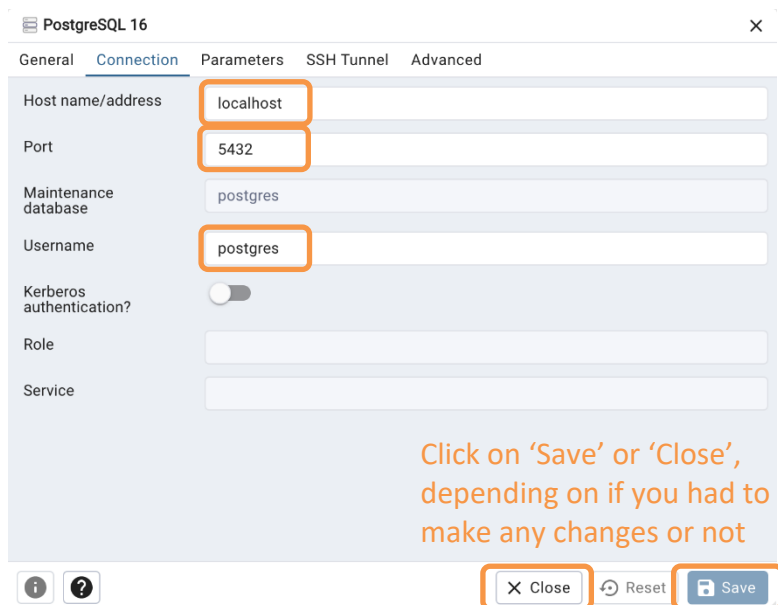 PostgreSQL 16
General Connection Parameters SSH Tunnel Advanced
Host name/address localhost
Port 5432
Maintenance
database postgres
Username postgres
Kerberos
authentication?
Role
Service
Click on ‘Save’ or ‘Close’,
depending on if you had to
make any changes or not
Close Reset Save